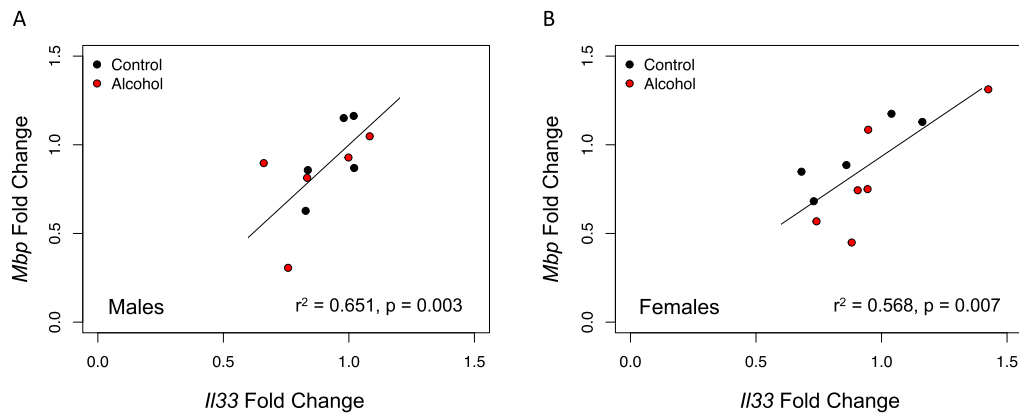 A
Control
Alcohol
1.5
1.0
0.5
0.0
Mbp Fold Change
Males
r² = 0.651, p = 0.003
0.0 0.5 1.0 1.5
Il33 Fold Change
B
Control
Alcohol
1.5
1.0
0.5
0.0
Mbp Fold Change
Females
r² = 0.568, p = 0.007
0.0 0.5 1.0 1.5
Il33 Fold Change